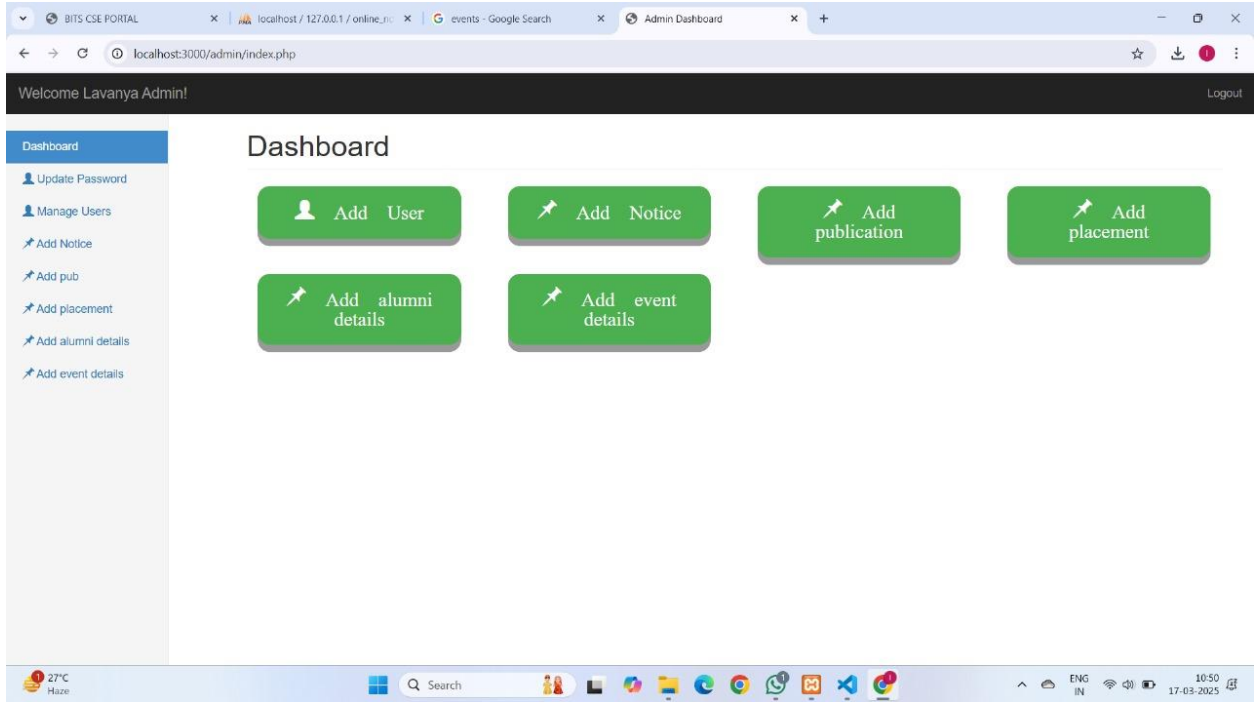 BITS CSE PORTAL
localhost / 127.0.0.1 / online_nc
events - Google Search
Admin Dashboard
localhost:3000/admin/index.php
Welcome Lavanya Admin!
Logout
Dashboard
Update Password
Manage Users
Add Notice
Add pub
Add placement
Add alumni details
Add event details
Dashboard
Add User
Add Notice
Add
publication
Add
placement
Add alumni
details
Add event
details
1
27°C
Haze
Search
ENG
IN
10:50
17-03-2025